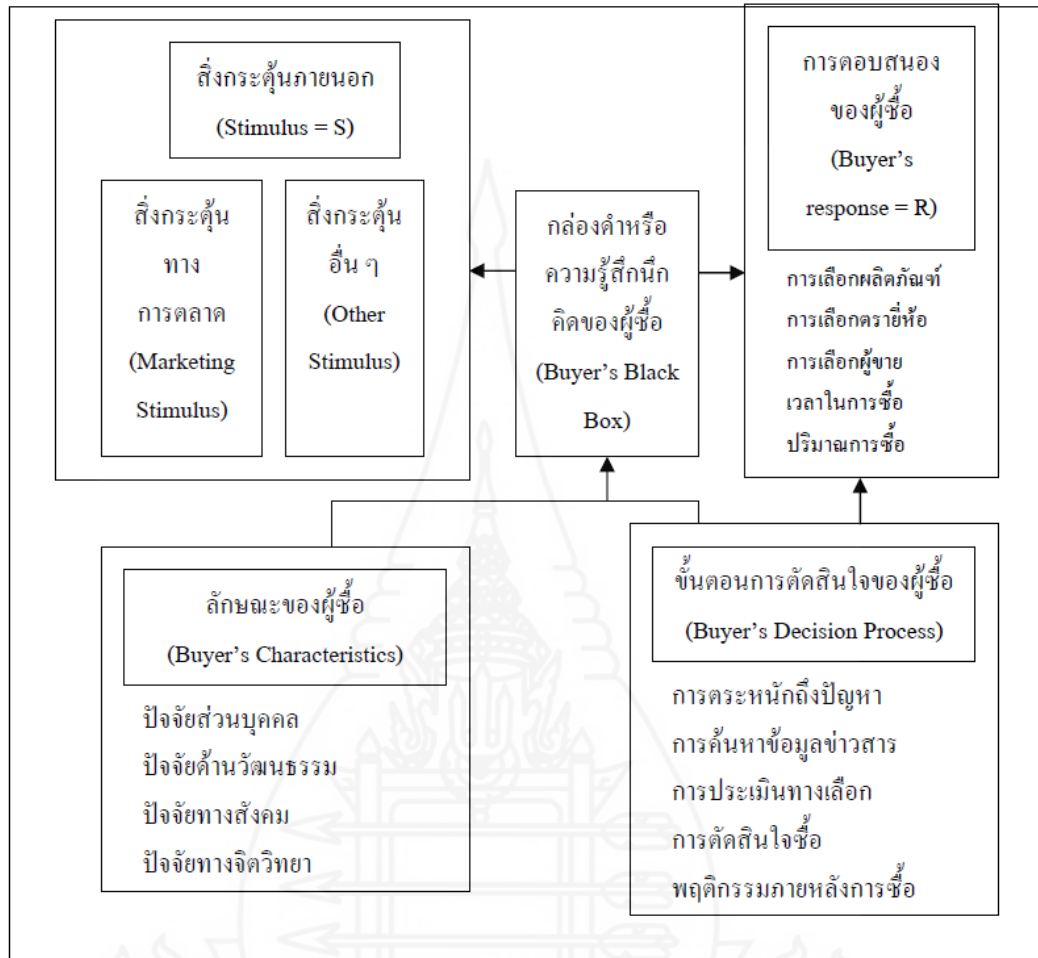 สิ่งกระตุ้นภายนอก
(Stimulus = S)
สิ่งกระตุ้น
ทาง
การตลาด
(Marketing
Stimulus)
สิ่งกระตุ้น
อื่น ๆ
(Other
Stimulus)
กล่องดำหรือ
ความรู้สึกนึก
คิดของผู้ซื้อ
(Buyer’s Black
Box)
การตอบสนอง
ของผู้ซื้อ
(Buyer’s
response = R)
การเลือกผลิตภัณฑ์
การเลือกตรายี่ห้อ
การเลือกผู้ขาย
เวลาในการซื้อ
ปริมาณการซื้อ
ลักษณะของผู้ซื้อ
(Buyer’s Characteristics)
ปัจจัยส่วนบุคคล
ปัจจัยด้านวัฒนธรรม
ปัจจัยทางสังคม
ปัจจัยทางจิตวิทยา
ขั้นตอนการตัดสินใจของผู้ซื้อ
(Buyer’s Decision Process)
การตระหนักถึงปัญหา
การค้นหาข้อมูลข่าวสาร
การประเมินทางเลือก
การตัดสินใจซื้อ
พฤติกรรมภายหลังการซื้อ